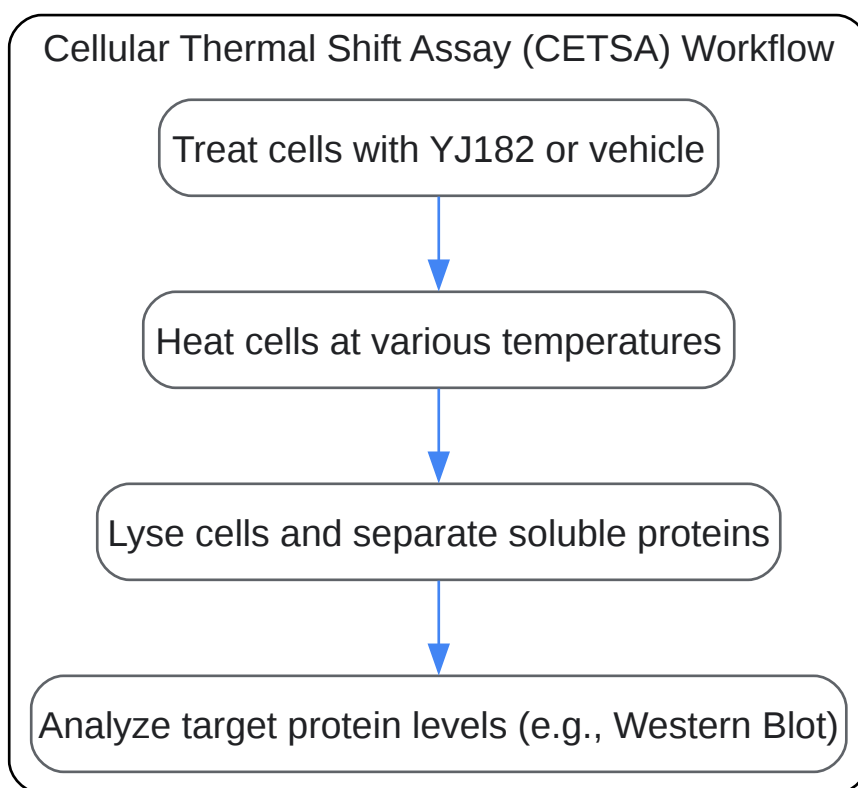 Cellular Thermal Shift Assay (CETSA) Workflow
Treat cells with YJ182 or vehicle
Heat cells at various temperatures
Lyse cells and separate soluble proteins
Analyze target protein levels (e.g., Western Blot)